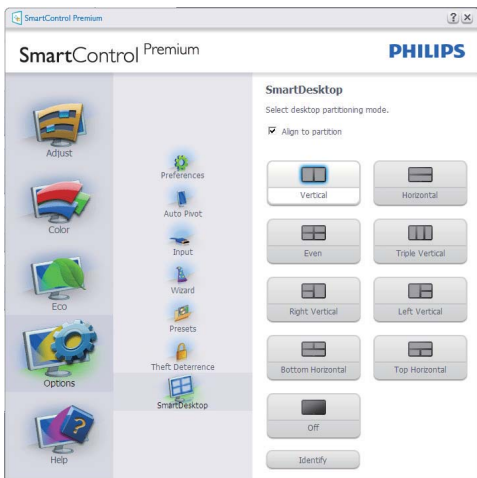 SmartControl Premium
SmartControl Premium
PHILIPS
Adjust
Color
Eco
Options
Help
Preferences
Auto Pivot
Input
Wizard
Presets
Theft Deterrence
SmartDesktop
SmartDesktop
Select desktop partitioning mode.
Align to partition
Vertical
Horizontal
Even
Triple Vertical
Right Vertical
Left Vertical
Bottom Horizontal
Top Horizontal
Off
Identify